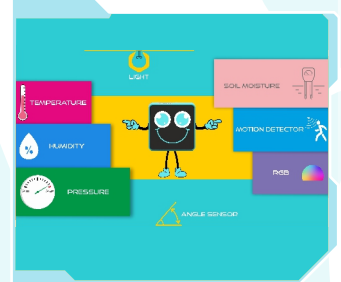 LIGHT
SOIL MOISTURE
TEMPERATURE
MOTION DETECTOR
%
HUMIDITY
RGB
PRESSURE
ANGLE SENSOR